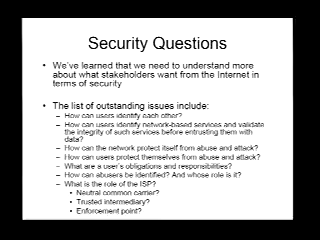 Security Questions
• We've learned that we need to understand more
about what stakeholders want from the Internet in
terms of security
• The list of outstanding issues include:
– How can users identify each other?
– How can users identify network-based services and validate
the integrity of such services before entrusting them with
data?
– How can the network protect itself from abuse and attack?
– How can users protect themselves from abuse and attack?
– What are a user's obligations and responsibilities?
– How can abusers be identified? And whose role is it?
– What is the role of the ISP?
• Neutral common carrier?
• Trusted intermediary?
• Enforcement point?